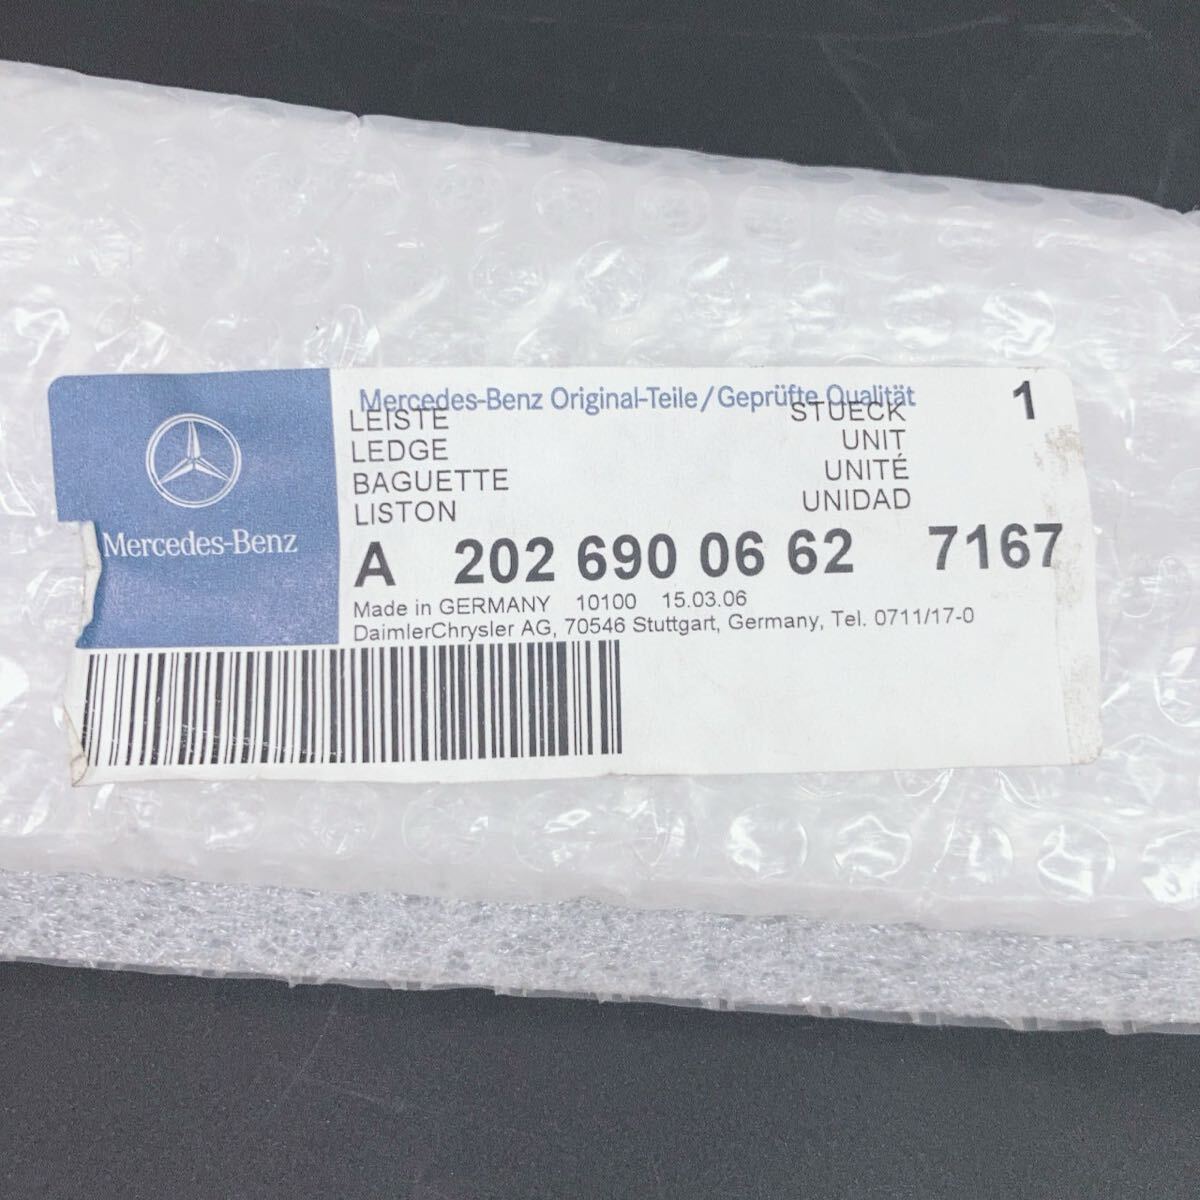 Mercedes-Benz Original-Teile/Geprüfte Qualität
LEISTE STUECK 1
LEDGE UNIT
BAGUETTE UNITÉ
LISTON UNIDAD
Mercedes-Benz
A 202 690 06 62 7167
Made in GERMANY 10100 15.03.06
DaimlerChrysler AG, 70546 Stuttgart, Germany, Tel. 0711/17-0